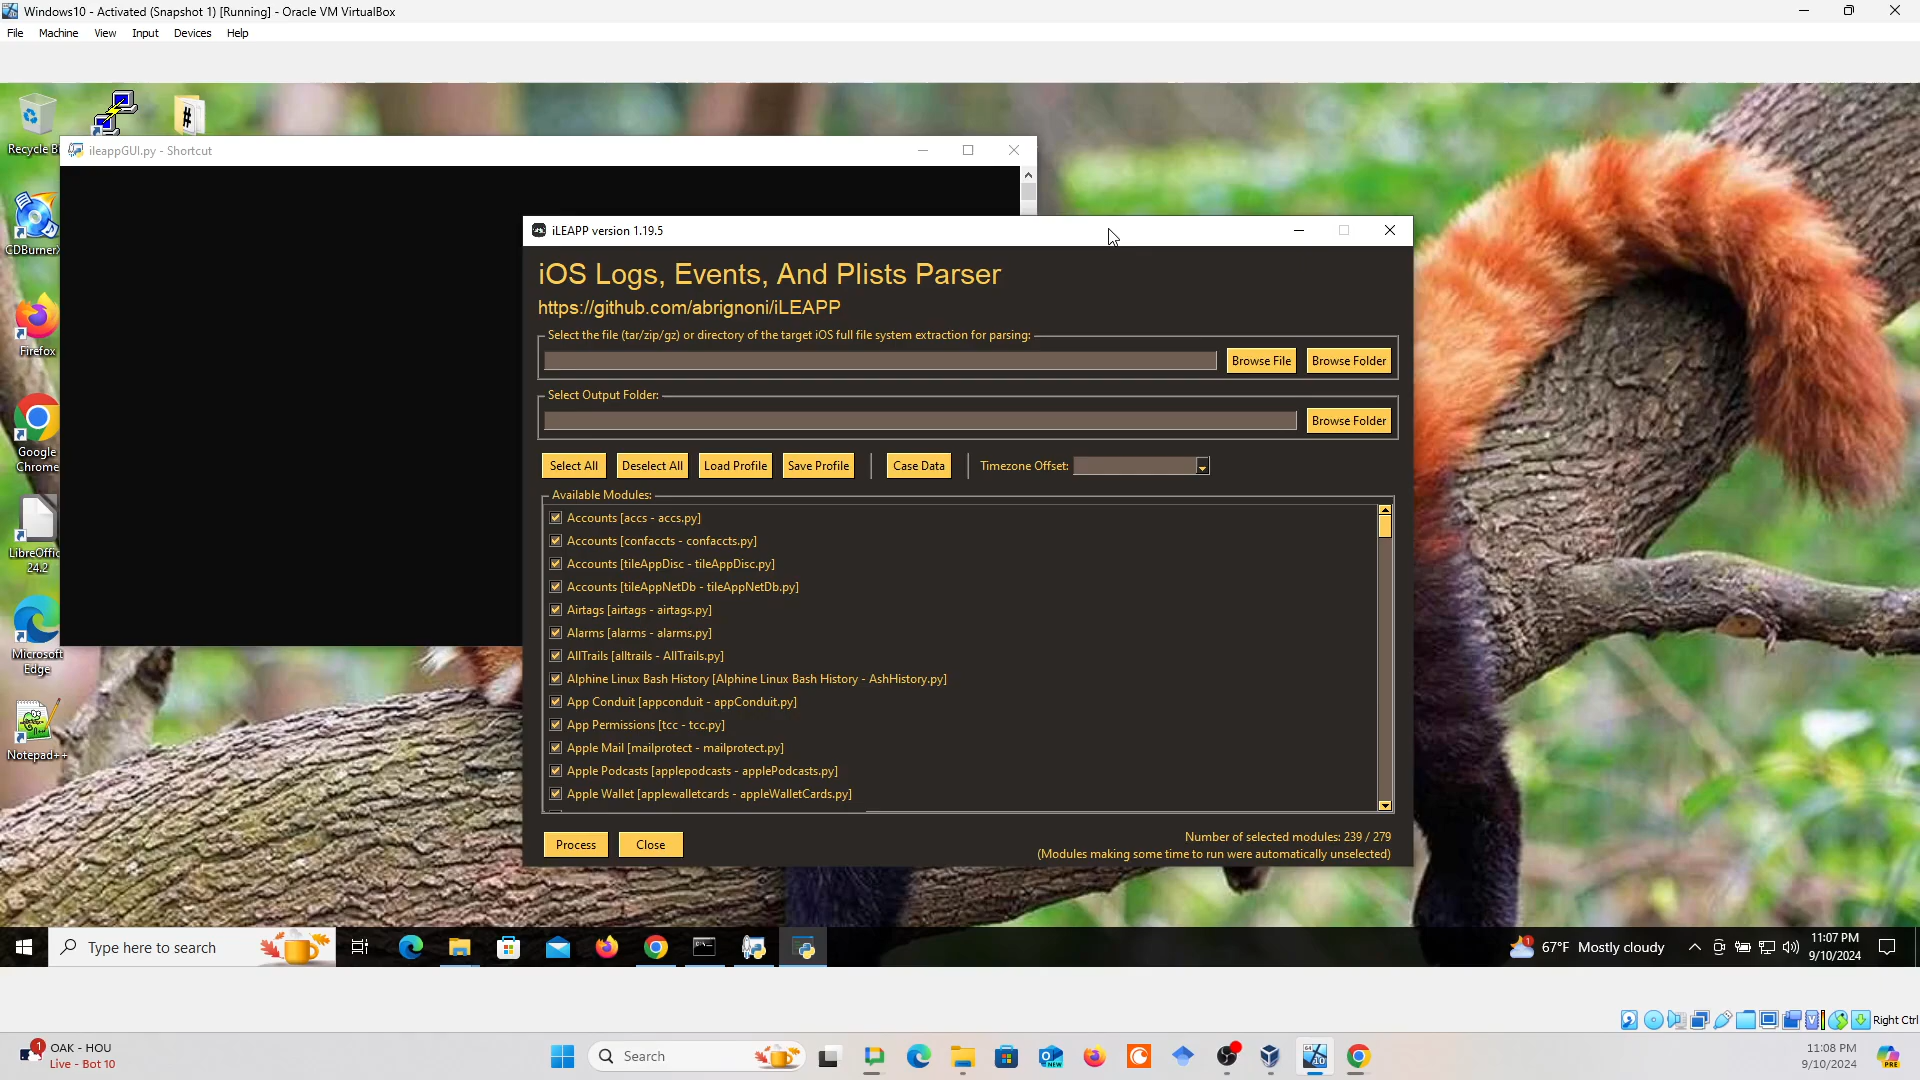 Windows10 - Activated (Snapshot 1) [Running] - Oracle VM VirtualBox
File Machine View Input Devices Help
Recycle Bi
ileappGUI.py - Shortcut
CDBurnerX
Firefox
Google
Chrome
LibreOffic
24.2
Microsoft
Edge
Notepad++
iLEAPP version 1.19.5
iOS Logs, Events, And Plists Parser
https://github.com/abrignoni/iLEAPP
Select the file (tar/zip/gz) or directory of the target iOS full file system extraction for parsing:
Browse File Browse Folder
Select Output Folder:
Browse Folder
Select All Deselect All Load Profile Save Profile Case Data Timezone Offset:
Available Modules:
Accounts [accs - accs.py]
Accounts [confaccts - confaccts.py]
Accounts [tileAppDisc - tileAppDisc.py]
Accounts [tileAppNetDb - tileAppNetDb.py]
Airtags [airtags - airtags.py]
Alarms [alarms - alarms.py]
AllTrails [alltrails - AllTrails.py]
Alphine Linux Bash History [Alphine Linux Bash History - AshHistory.py]
App Conduit [appconduit - appConduit.py]
App Permissions [tcc - tcc.py]
Apple Mail [mailprotect - mailprotect.py]
Apple Podcasts [applepodcasts - applePodcasts.py]
Apple Wallet [applewalletcards - appleWalletCards.py]
Process Close
Number of selected modules: 239 / 279
(Modules making some time to run were automatically unselected)
Type here to search
1
67°F Mostly cloudy
11:07 PM
9/10/2024
Right Ctrl
1
OAK - HOU
Live - Bot 10
Search
NEW
64
10
11:08 PM
9/10/2024
PRE